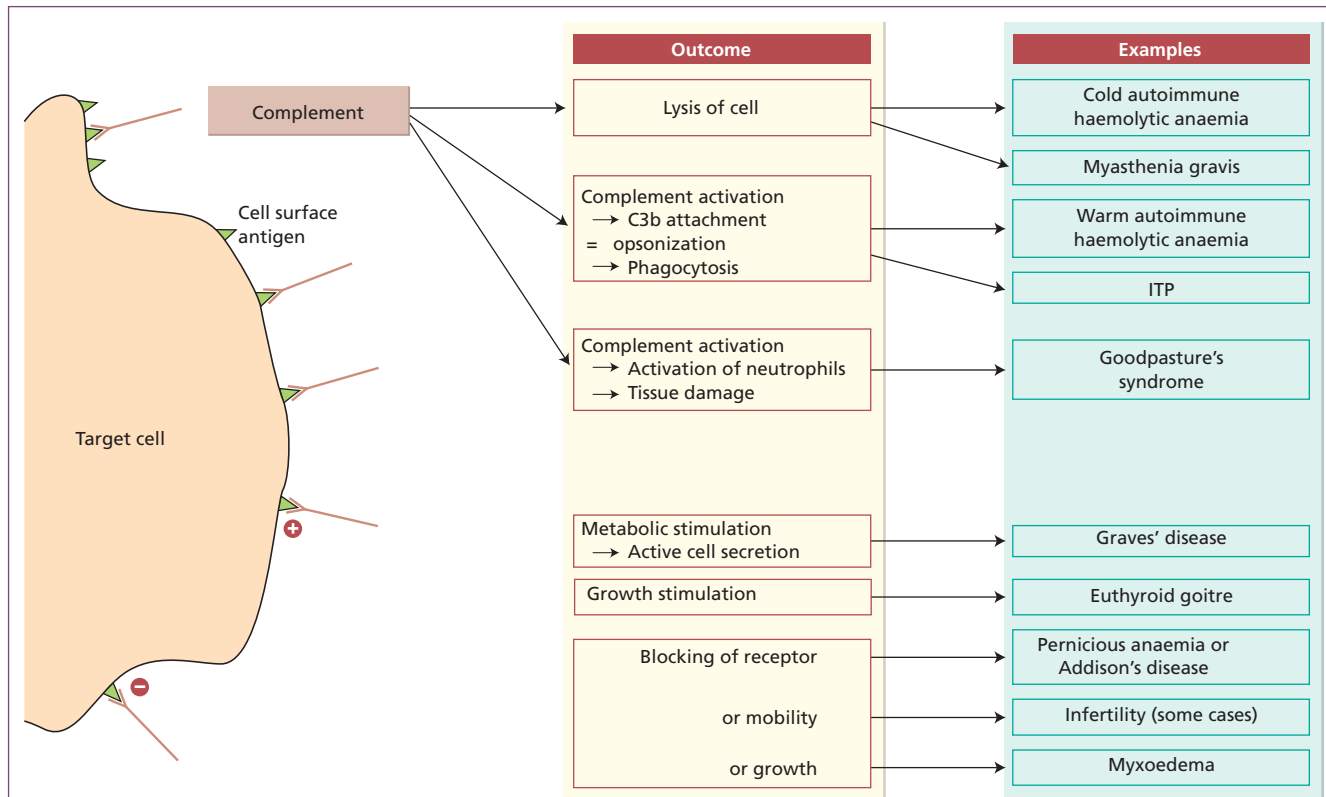 Outcome
Examples
Complement
Lysis of cell
Cold autoimmune
haemolytic anaemia
Myasthenia gravis
Cell surface
antigen
Complement activation
→ C3b attachment
= opsonization
→ Phagocytosis
Warm autoimmune
haemolytic anaemia
ITP
Complement activation
→ Activation of neutrophils
→ Tissue damage
Goodpasture’s
syndrome
Target cell
+
Metabolic stimulation
→ Active cell secretion
Graves’ disease
Growth stimulation
Euthyroid goitre
Blocking of receptor
Pernicious anaemia or
Addison’s disease
−
or mobility
Infertility (some cases)
or growth
Myxoedema